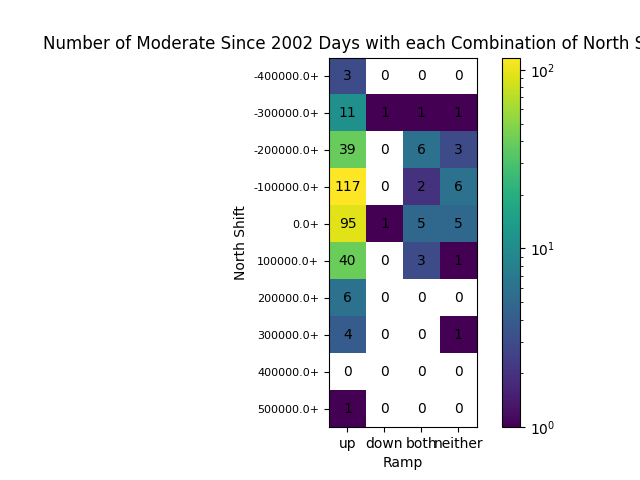 Number of Moderate Since 2002 Days with each Combination of North S
-400000.0+ 3 0 0 0
-300000.0+ 11 1 1 1
-200000.0+ 39 0 6 3
-100000.0+ 117 0 2 6
0.0+ 95 1 5 5
100000.0+ 40 0 3 1
200000.0+ 6 0 0 0
300000.0+ 4 0 0 1
400000.0+ 0 0 0 0
500000.0+ 1 0 0 0
up down both neither
Ramp
North Shift
10²
10¹
10⁰